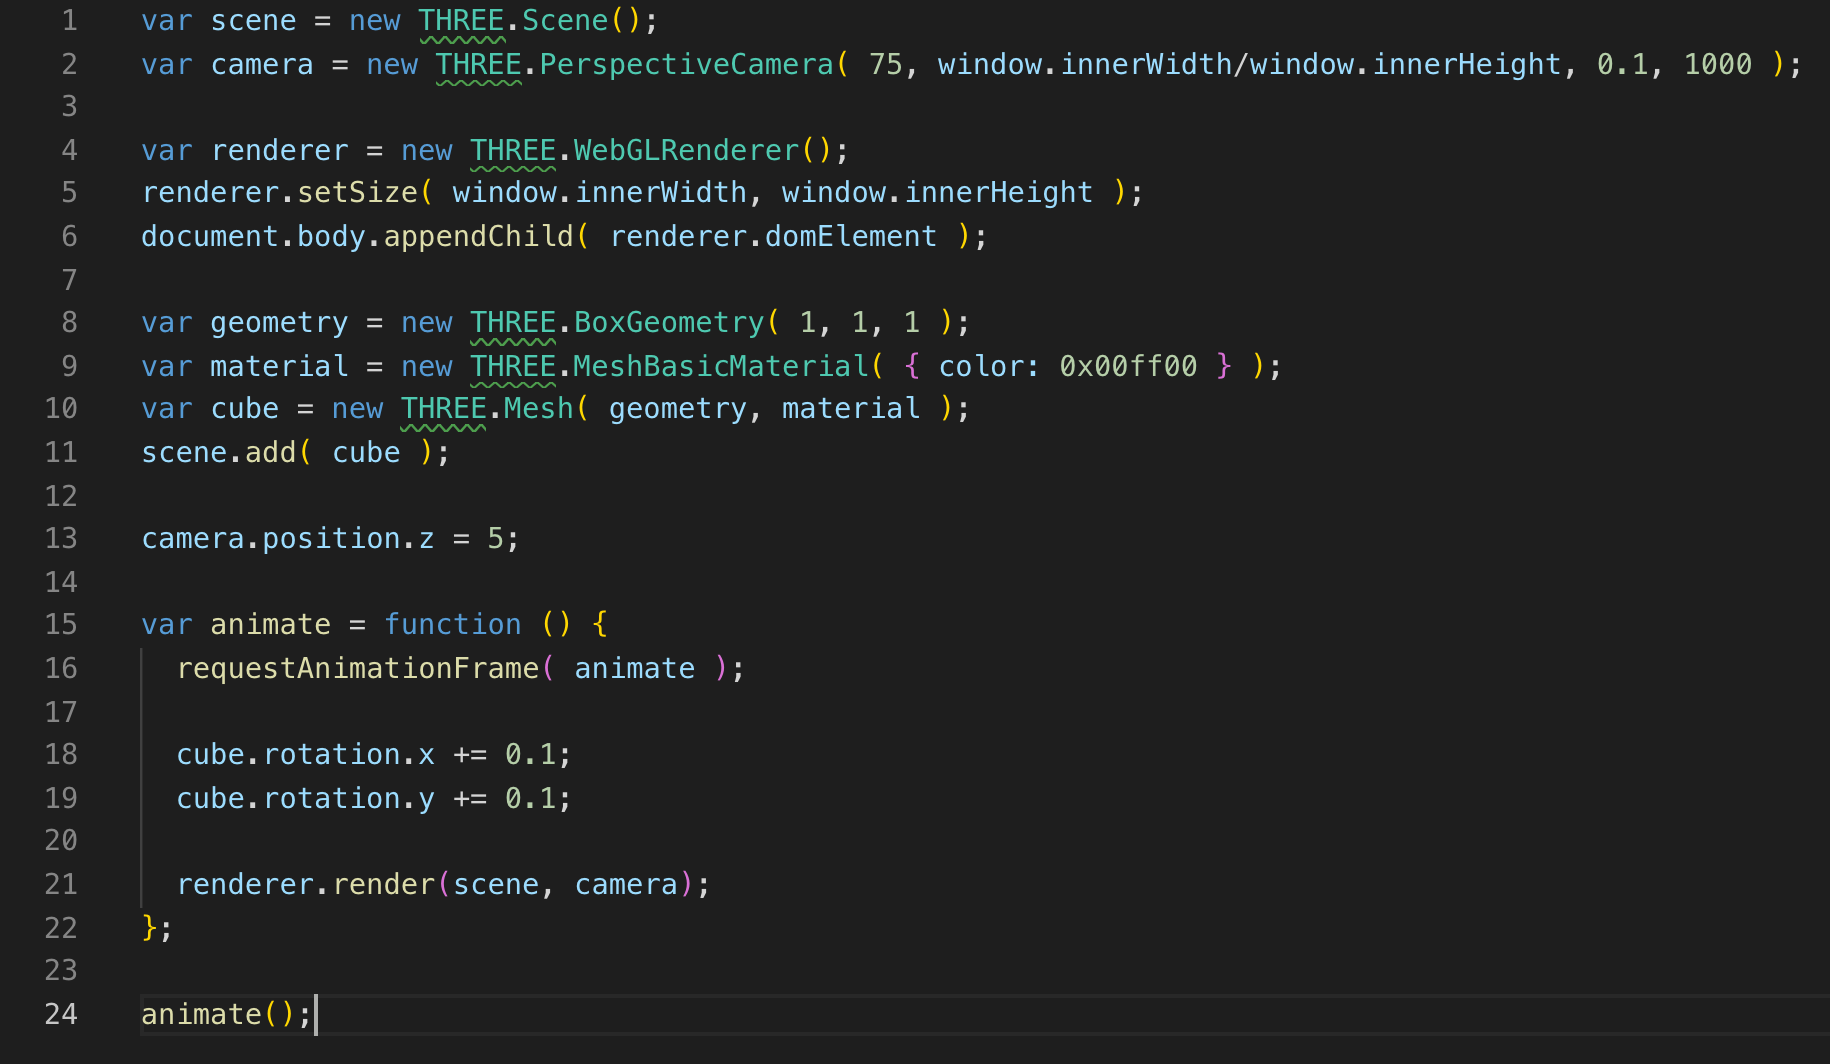 1 var scene = new THREE.Scene();
2 var camera = new THREE.PerspectiveCamera( 75, window.innerWidth/window.innerHeight, 0.1, 1000 );
3
4 var renderer = new THREE.WebGLRenderer();
5 renderer.setSize( window.innerWidth, window.innerHeight );
6 document.body.appendChild( renderer.domElement );
7
8 var geometry = new THREE.BoxGeometry( 1, 1, 1 );
9 var material = new THREE.MeshBasicMaterial( { color: 0x00ff00 } );
10 var cube = new THREE.Mesh( geometry, material );
11 scene.add( cube );
12
13 camera.position.z = 5;
14
15 var animate = function () {
16   requestAnimationFrame( animate );
17
18   cube.rotation.x += 0.1;
19   cube.rotation.y += 0.1;
20
21   renderer.render(scene, camera);
22 };
23
24 animate();